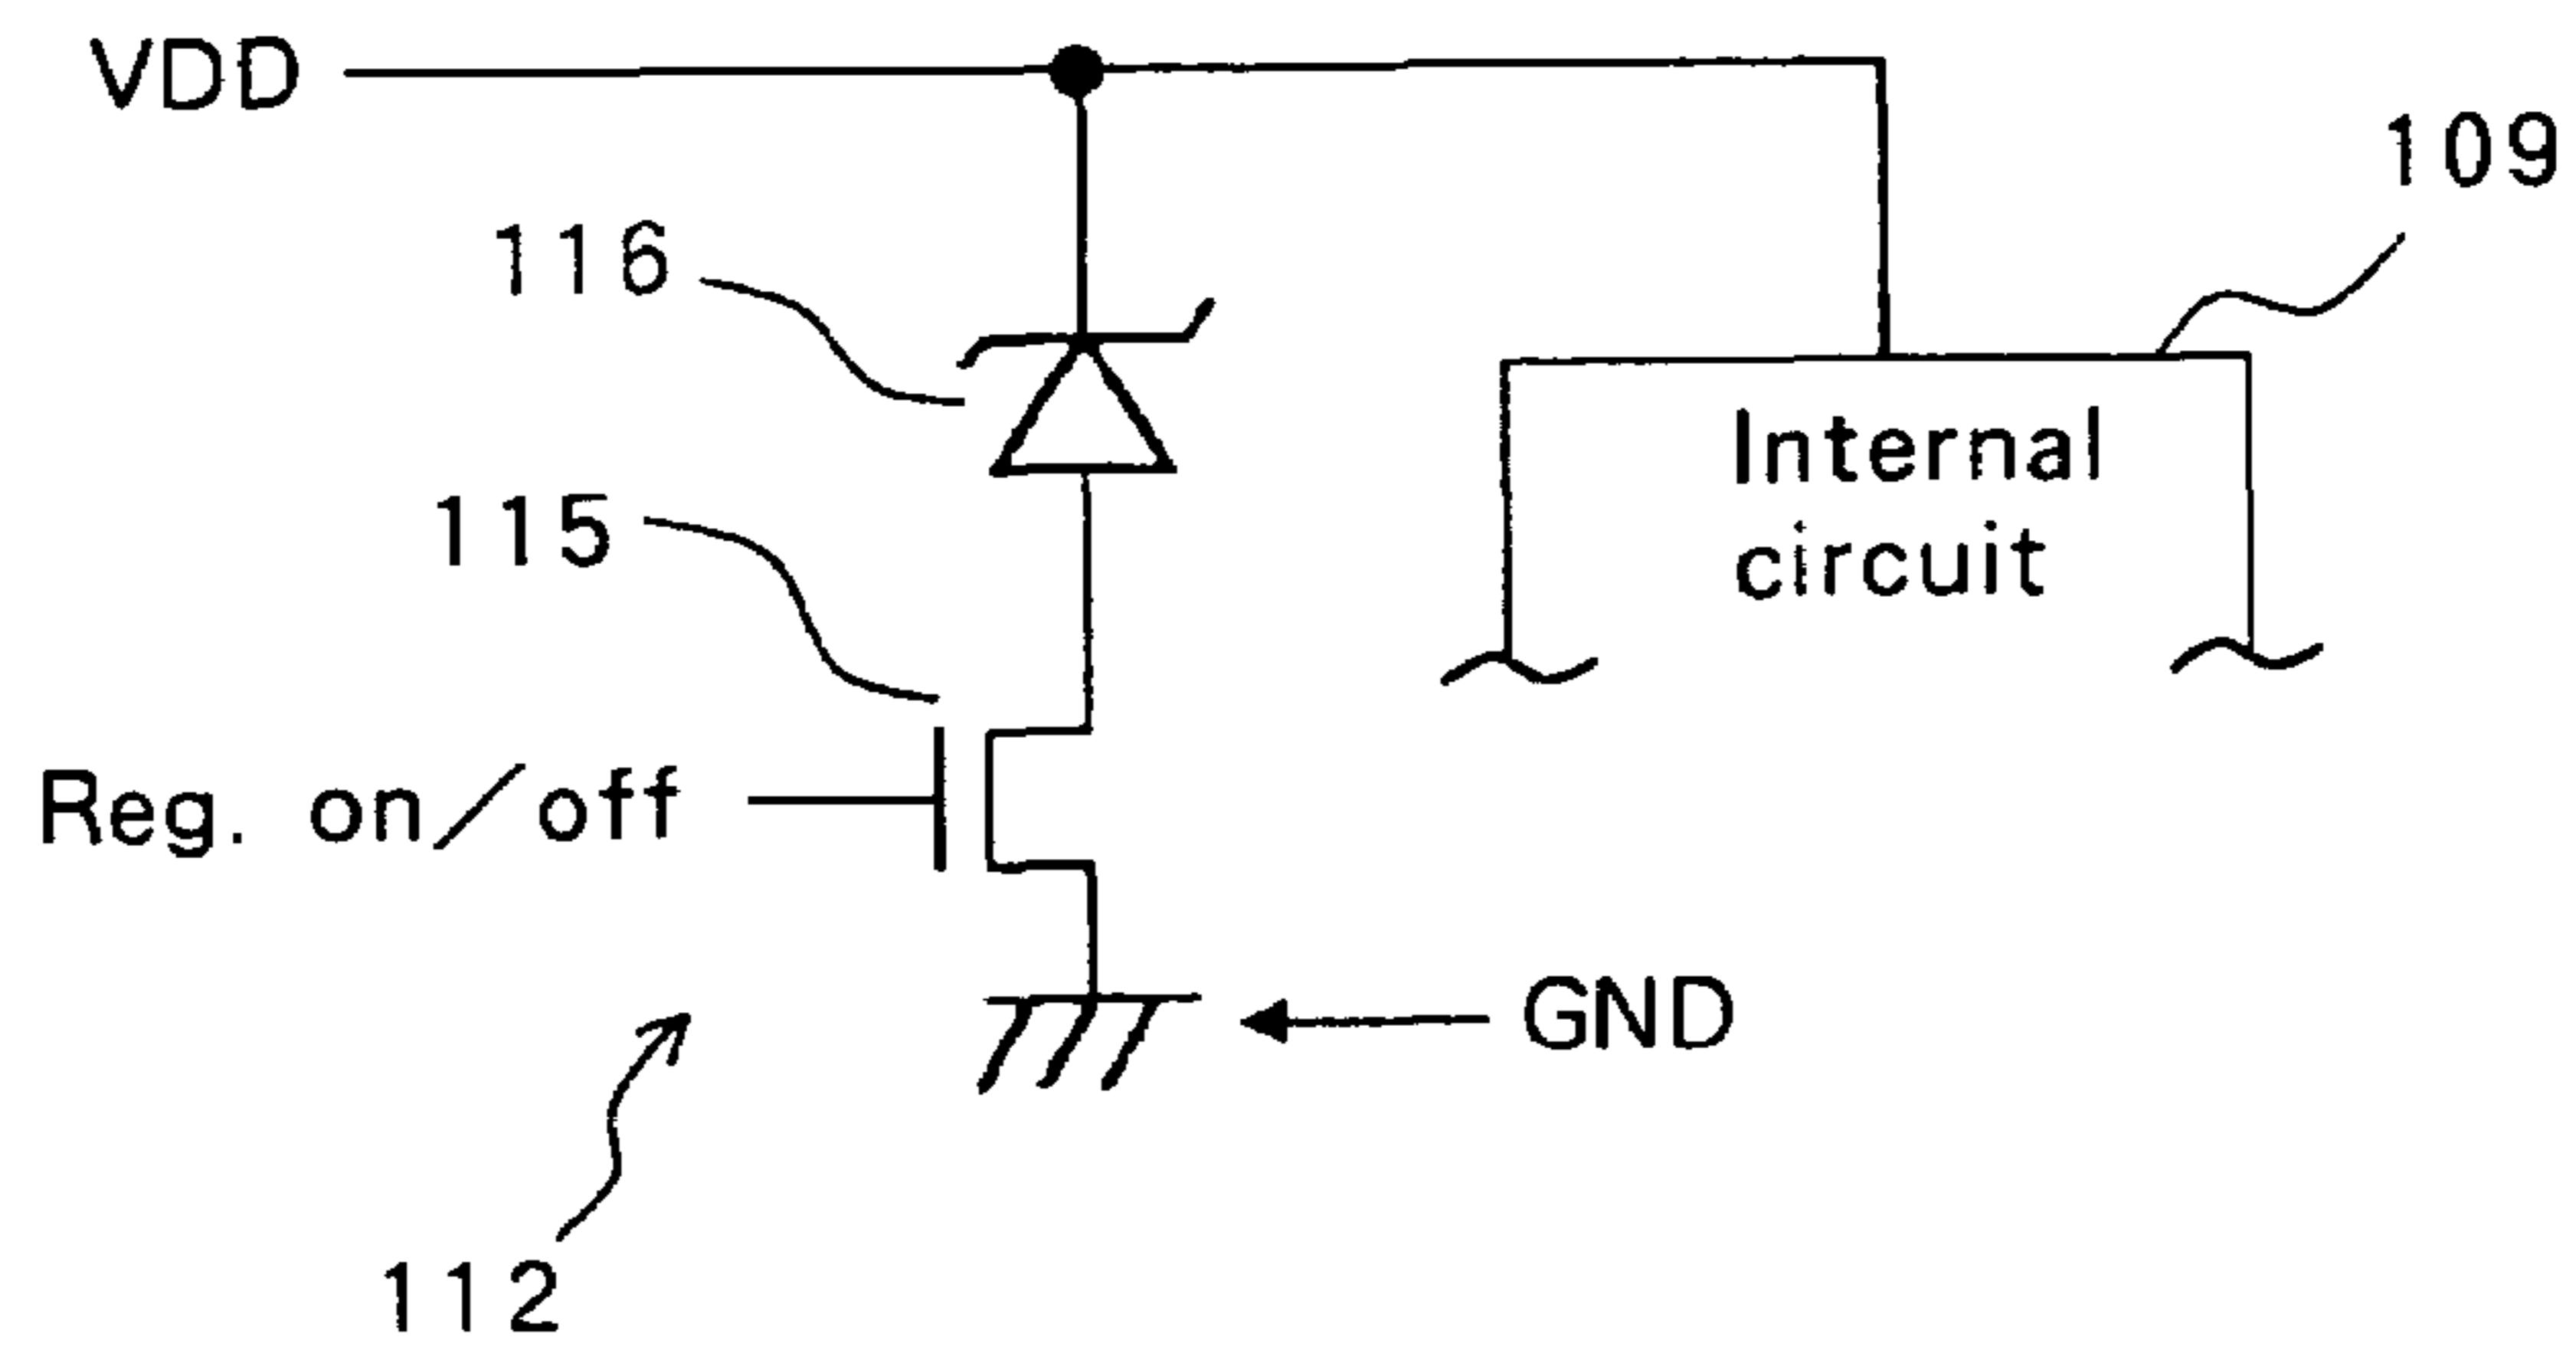 VDD
109
116
Internal
circuit
115
Reg. on/off
GND
112